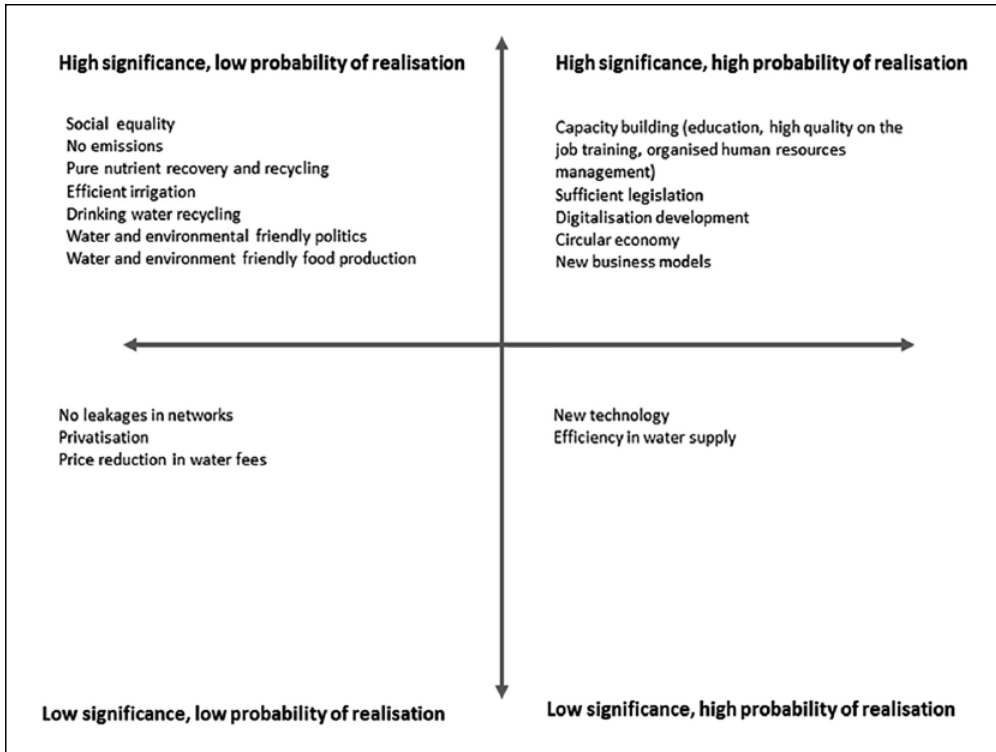 High significance, low probability of realisation
Social equality
No emissions
Pure nutrient recovery and recycling
Efficient irrigation
Drinking water recycling
Water and environmental friendly politics
Water and environment friendly food production
High significance, high probability of realisation
Capacity building (education, high quality on the
job training, organised human resources
management)
Sufficient legislation
Digitalisation development
Circular economy
New business models
No leakages in networks
Privatisation
Price reduction in water fees
Low significance, low probability of realisation
New technology
Efficiency in water supply
Low significance, high probability of realisation